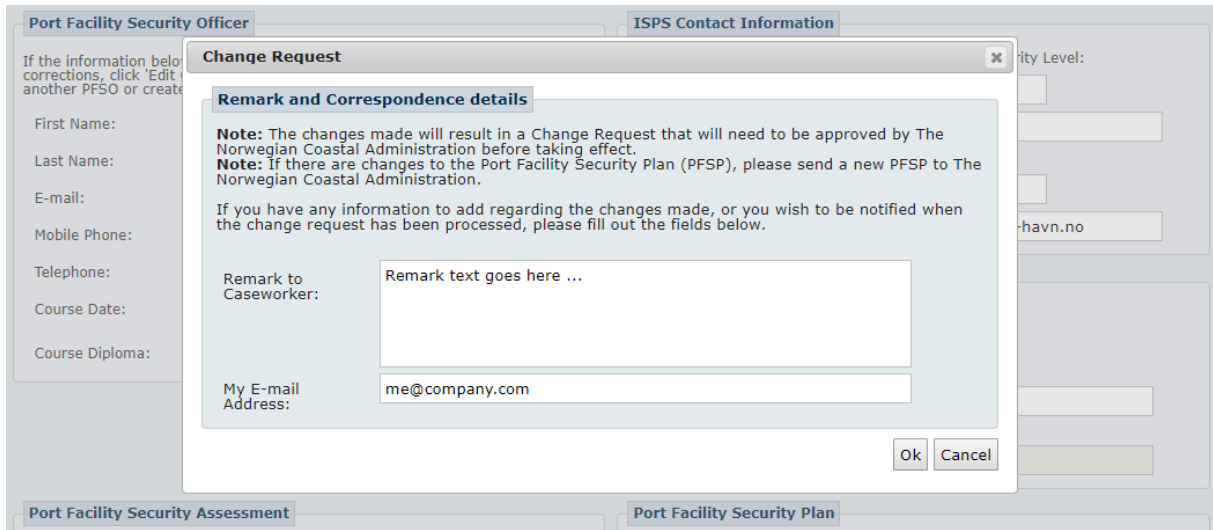 Port Facility Security Officer
ISPS Contact Information
If the information belo
corrections, click 'Edit
another PFSO or create
rity Level:
First Name:
Last Name:
E-mail:
Mobile Phone:
-havn.no
Telephone:
Course Date:
Course Diploma:
Change Request
Remark and Correspondence details
Note: The changes made will result in a Change Request that will need to be approved by The
Norwegian Coastal Administration before taking effect.
Note: If there are changes to the Port Facility Security Plan (PFSP), please send a new PFSP to The
Norwegian Coastal Administration.
If you have any information to add regarding the changes made, or you wish to be notified when
the change request has been processed, please fill out the fields below.
Remark to
Caseworker:
Remark text goes here ...
My E-mail
Address:
me@company.com
Ok
Cancel
Port Facility Security Assessment
Port Facility Security Plan